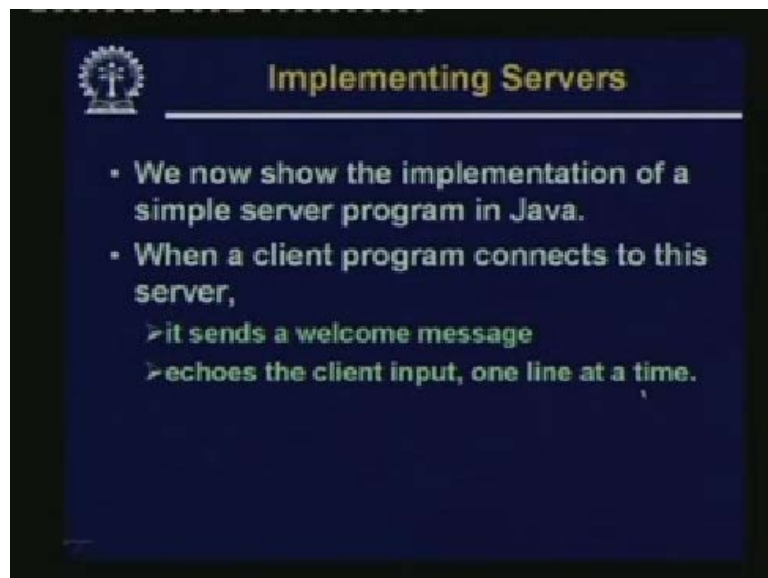 Implementing Servers
▪ We now show the implementation of a
simple server program in Java.
▪ When a client program connects to this
server,
➢it sends a welcome message
➢echoes the client input, one line at a time.